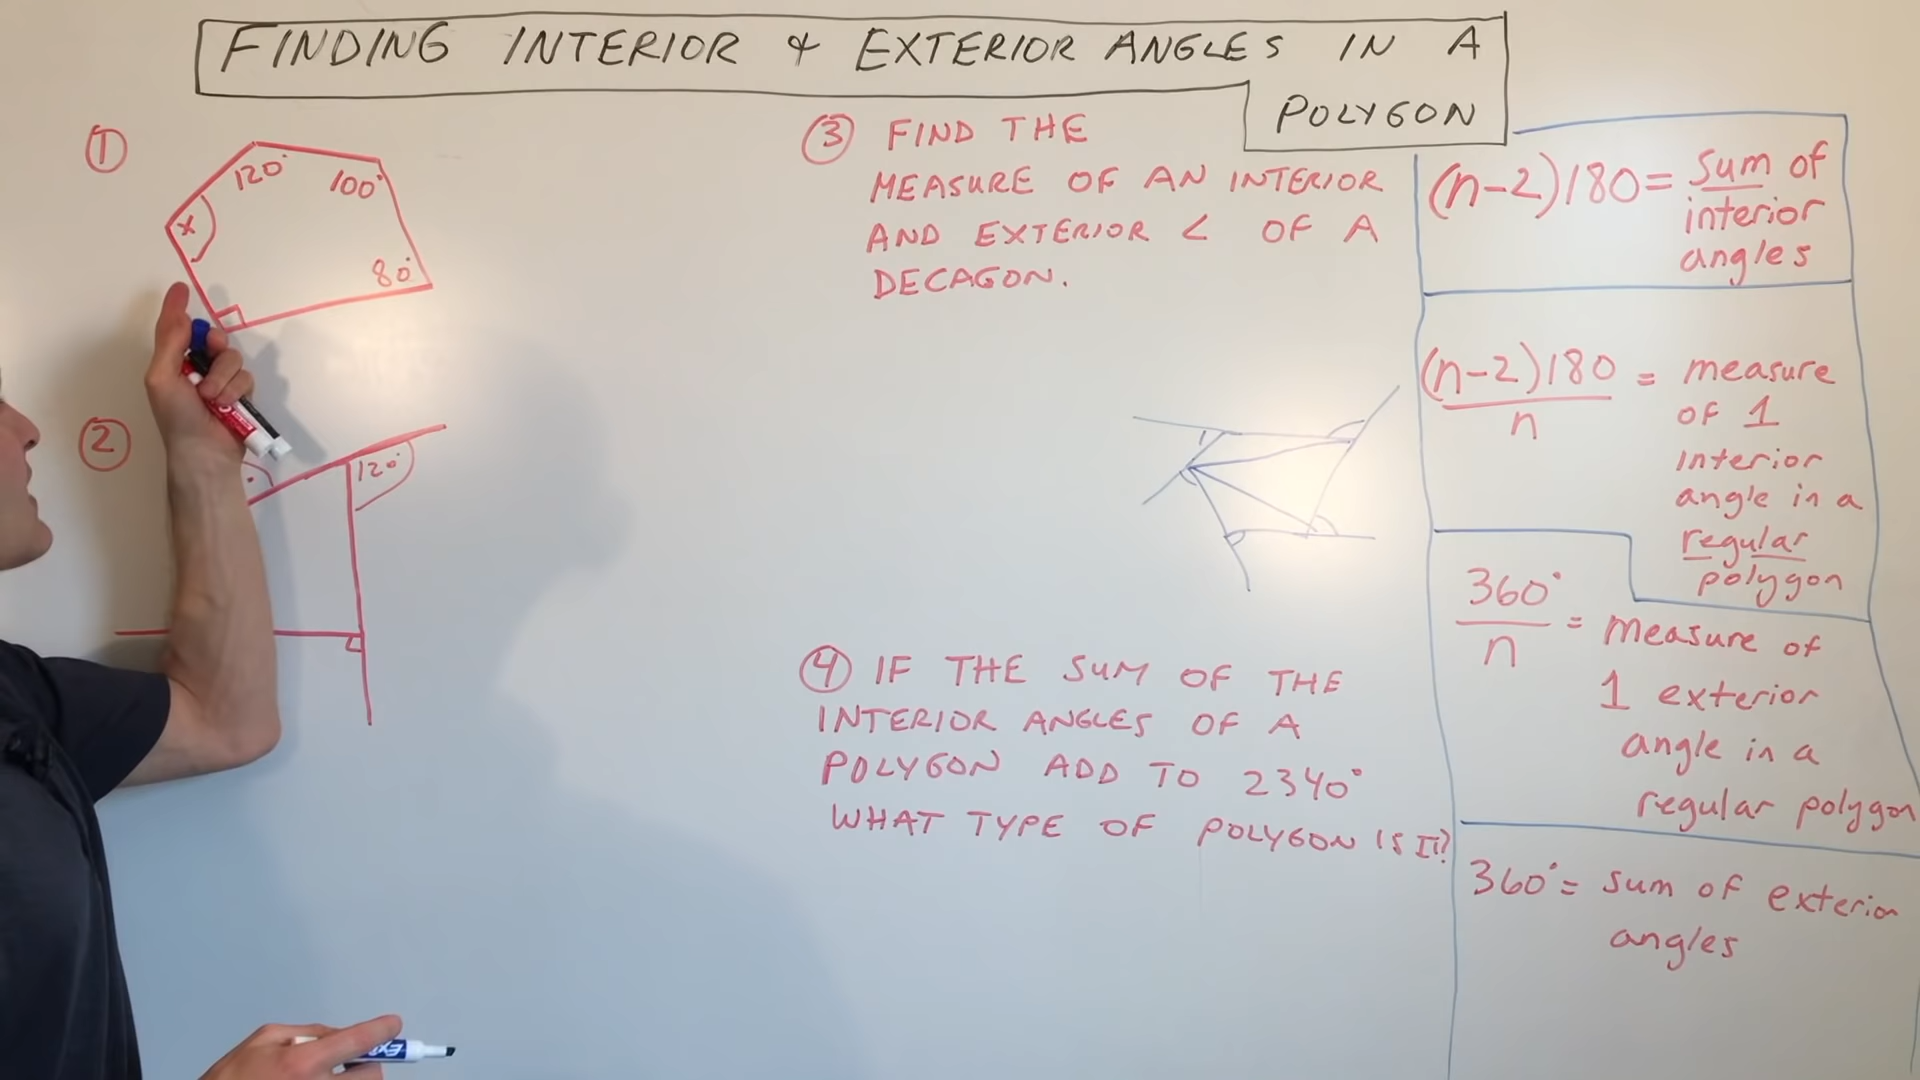 FINDING INTERIOR & EXTERIOR ANGLES IN A
POLYGON
①
120°
100°
x
80°
②
120°
③ FIND THE
MEASURE OF AN INTERIOR
AND EXTERIOR < OF A
DECAGON.
④ IF THE SUM OF THE
INTERIOR ANGLES OF A
POLYGON ADD TO 2340°
WHAT TYPE OF POLYGON IS IT?
(n-2)180 = sum of
interior
angles
(n-2)180 = measure
n
of 1
interior
angle in a
regular
polygon
360° = measure of
n
1 exterior
angle in a
regular polygon
360° = sum of exterior
angles